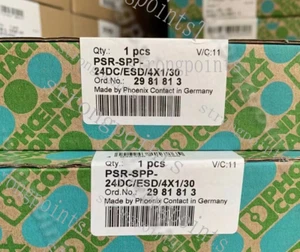 Qty.: 1 pcs V/C:11
PSR-SPP-
24DC/ESD/4X1/30
Ord.No.: 29 81 81 3
Made by Phoenix Contact in Germany
Qty.: 1 pcs V/C:11
PSR-SPP-
24DC/ESD/4X1/30
Ord.No.: 29 81 81 3
Made by Phoenix Contact in Germany